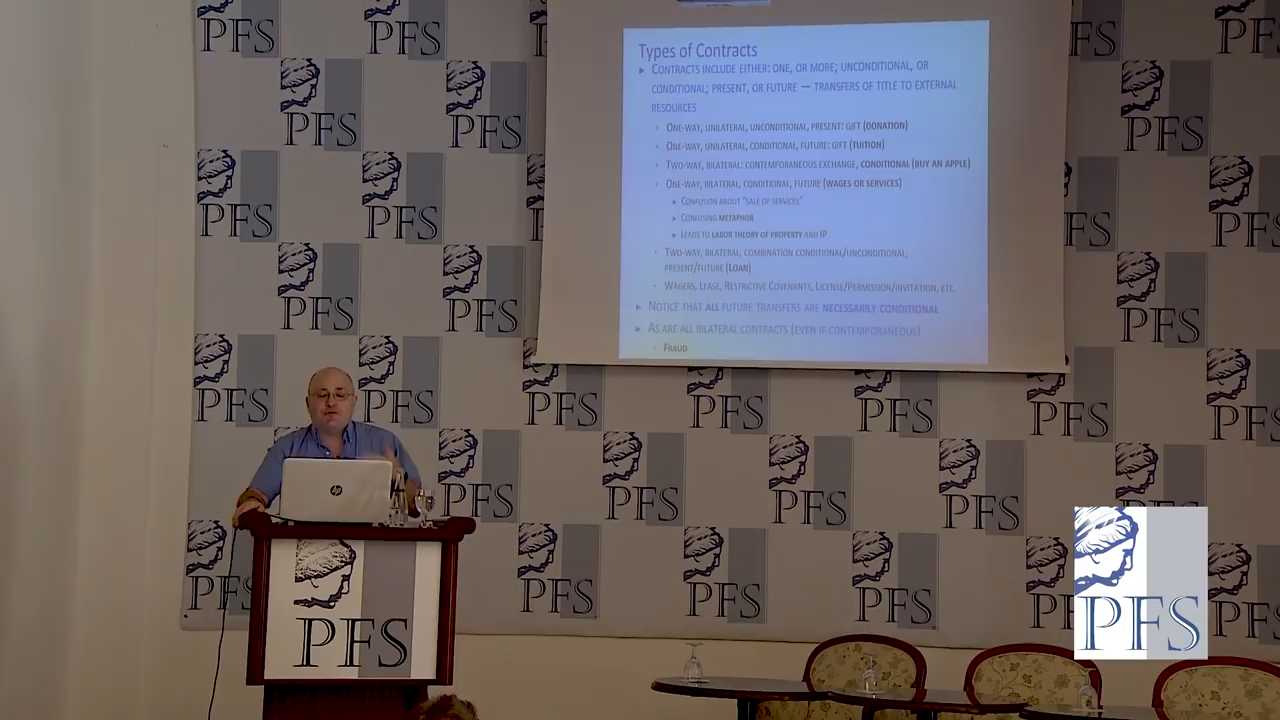 Types of Contracts
Contracts include either: one, or more; unconditional, or
conditional; present, or future — transfers of title to external
resources
One-way, unilateral, unconditional, present: gift (donation)
One-way, unilateral, conditional, future: gift (tuition)
Two-way, bilateral: contemporaneous exchange, conditional (buy an apple)
One-way, bilateral, conditional, future (wages or services)
Confusion about "sale of services"
Confusing metaphor
Leads to labor theory of property and IP
Two-way, bilateral, combination conditional/unconditional,
present/future (Loan)
Wagers, Lease, Restrictive Covenants, License/Permission/invitation, etc.
Notice that all future transfers are necessarily conditional
As are all bilateral contracts (even if contemporaneous)
Fraud
hp
PFS
PFS